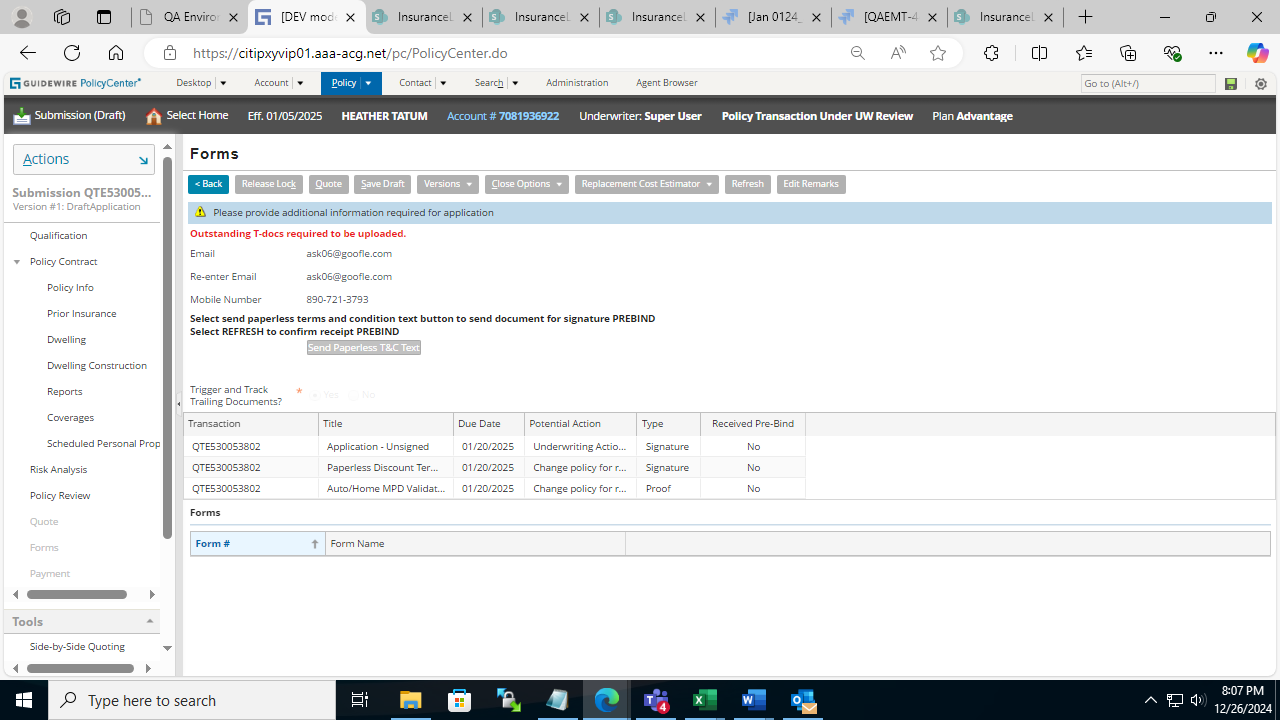 QA Environ
[DEV mode
InsuranceL
InsuranceL
InsuranceL
[Jan 0124_
[QAEMT-4
InsuranceL
https://citipxyvip01.aaa-acg.net/pc/PolicyCenter.do
GUIDEWIRE PolicyCenter
Desktop
Account
Policy
Contact
Search
Administration
Agent Browser
Go to (Alt+/)
Submission (Draft)
Select Home
Eff. 01/05/2025
HEATHER TATUM
Account # 7081936922
Underwriter: Super User
Policy Transaction Under UW Review
Plan Advantage
Actions
Submission QTE53005...
Version #1: DraftApplication
Qualification
Policy Contract
Policy Info
Prior Insurance
Dwelling
Dwelling Construction
Reports
Coverages
Scheduled Personal Prop
Risk Analysis
Policy Review
Quote
Forms
Payment
Tools
Side-by-Side Quoting
Forms
< Back
Release Lock
Quote
Save Draft
Versions
Close Options
Replacement Cost Estimator
Refresh
Edit Remarks
Please provide additional information required for application
Outstanding T-docs required to be uploaded.
Email ask06@goofle.com
Re-enter Email ask06@goofle.com
Mobile Number 890-721-3793
Select send paperless terms and condition text button to send document for signature PREBIND
Select REFRESH to confirm receipt PREBIND
Send Paperless T&C Text
Trigger and Track
Trailing Documents? * Yes No
Transaction Title Due Date Potential Action Type Received Pre-Bind
QTE530053802 Application - Unsigned 01/20/2025 Underwriting Actio... Signature No
QTE530053802 Paperless Discount Ter... 01/20/2025 Change policy for r... Signature No
QTE530053802 Auto/Home MPD Validat... 01/20/2025 Change policy for r... Proof No
Forms
Form # Form Name
Type here to search
4
8:07 PM
12/26/2024